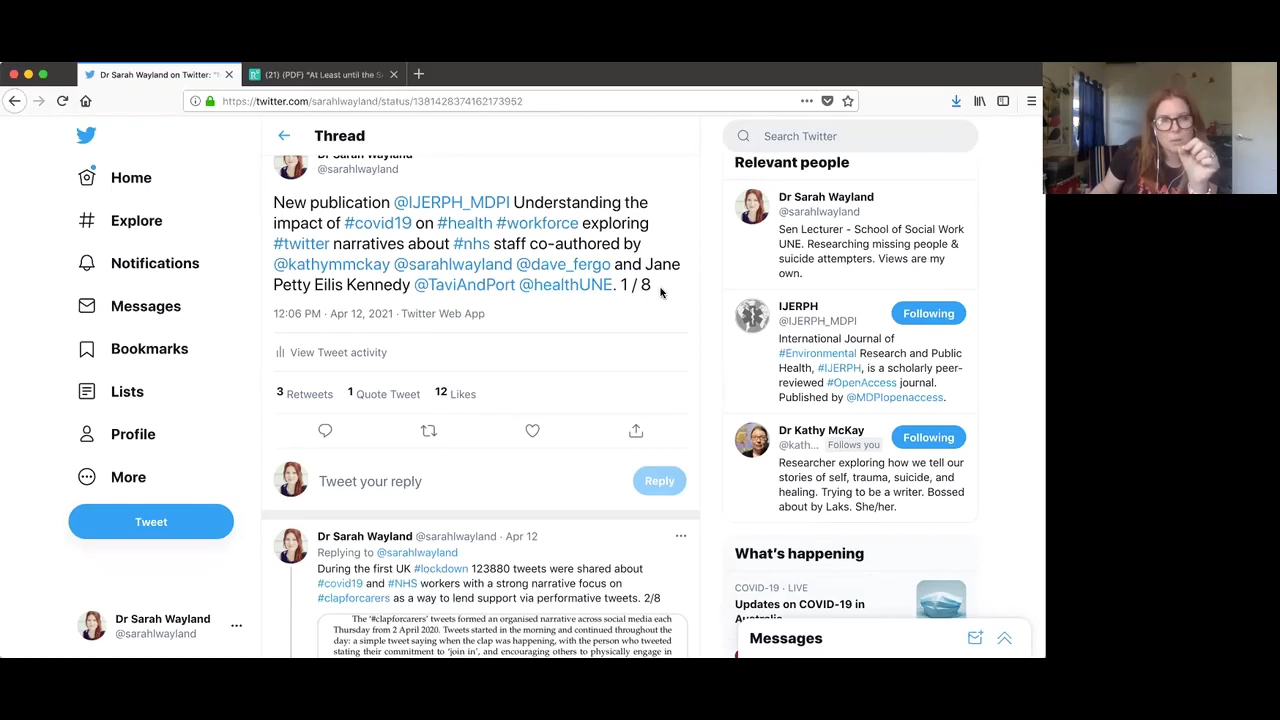 Dr Sarah Wayland on Twitter: "
(21) (PDF) "At Least until the S
https://twitter.com/sarahlwayland/status/1381428374162173952
Home
Explore
Notifications
Messages
Bookmarks
Lists
Profile
More
Tweet
Dr Sarah Wayland
@sarahlwayland
Thread
Dr Sarah Wayland
@sarahlwayland
New publication @IJERPH_MDPI Understanding the
impact of #covid19 on #health #workforce exploring
#twitter narratives about #nhs staff co-authored by
@kathymmckay @sarahlwayland @dave_fergo and Jane
Petty Eilis Kennedy @TaviAndPort @healthUNE. 1 / 8
12:06 PM · Apr 12, 2021 · Twitter Web App
View Tweet activity
3 Retweets 1 Quote Tweet 12 Likes
Tweet your reply
Reply
Dr Sarah Wayland @sarahlwayland · Apr 12
Replying to @sarahlwayland
During the first UK #lockdown 123880 tweets were shared about
#covid19 and #NHS workers with a strong narrative focus on
#clapforcarers as a way to lend support via performative tweets. 2/8
The '#clapforcarers' tweets formed an organised narrative across social media each
Thursday from 2 April 2020. Tweets started in the morning and continued throughout the
day: a simple tweet saying when the clap was happening, with the person who tweeted
stating their commitment to 'join in', and encouraging others to physically engage in
Search Twitter
Relevant people
Dr Sarah Wayland
@sarahlwayland
Sen Lecturer - School of Social Work
UNE. Researching missing people &
suicide attempters. Views are my
own.
IJERPH
@IJERPH_MDPI
Following
International Journal of
#Environmental Research and Public
Health, #IJERPH, is a scholarly peer-
reviewed #OpenAccess journal.
Published by @MDPIopenaccess.
Dr Kathy McKay
@kath... Follows you
Following
Researcher exploring how we tell our
stories of self, trauma, suicide, and
healing. Trying to be a writer. Bossed
about by Laks. She/her.
What's happening
COVID-19 · LIVE
Updates on COVID-19 in
Messages